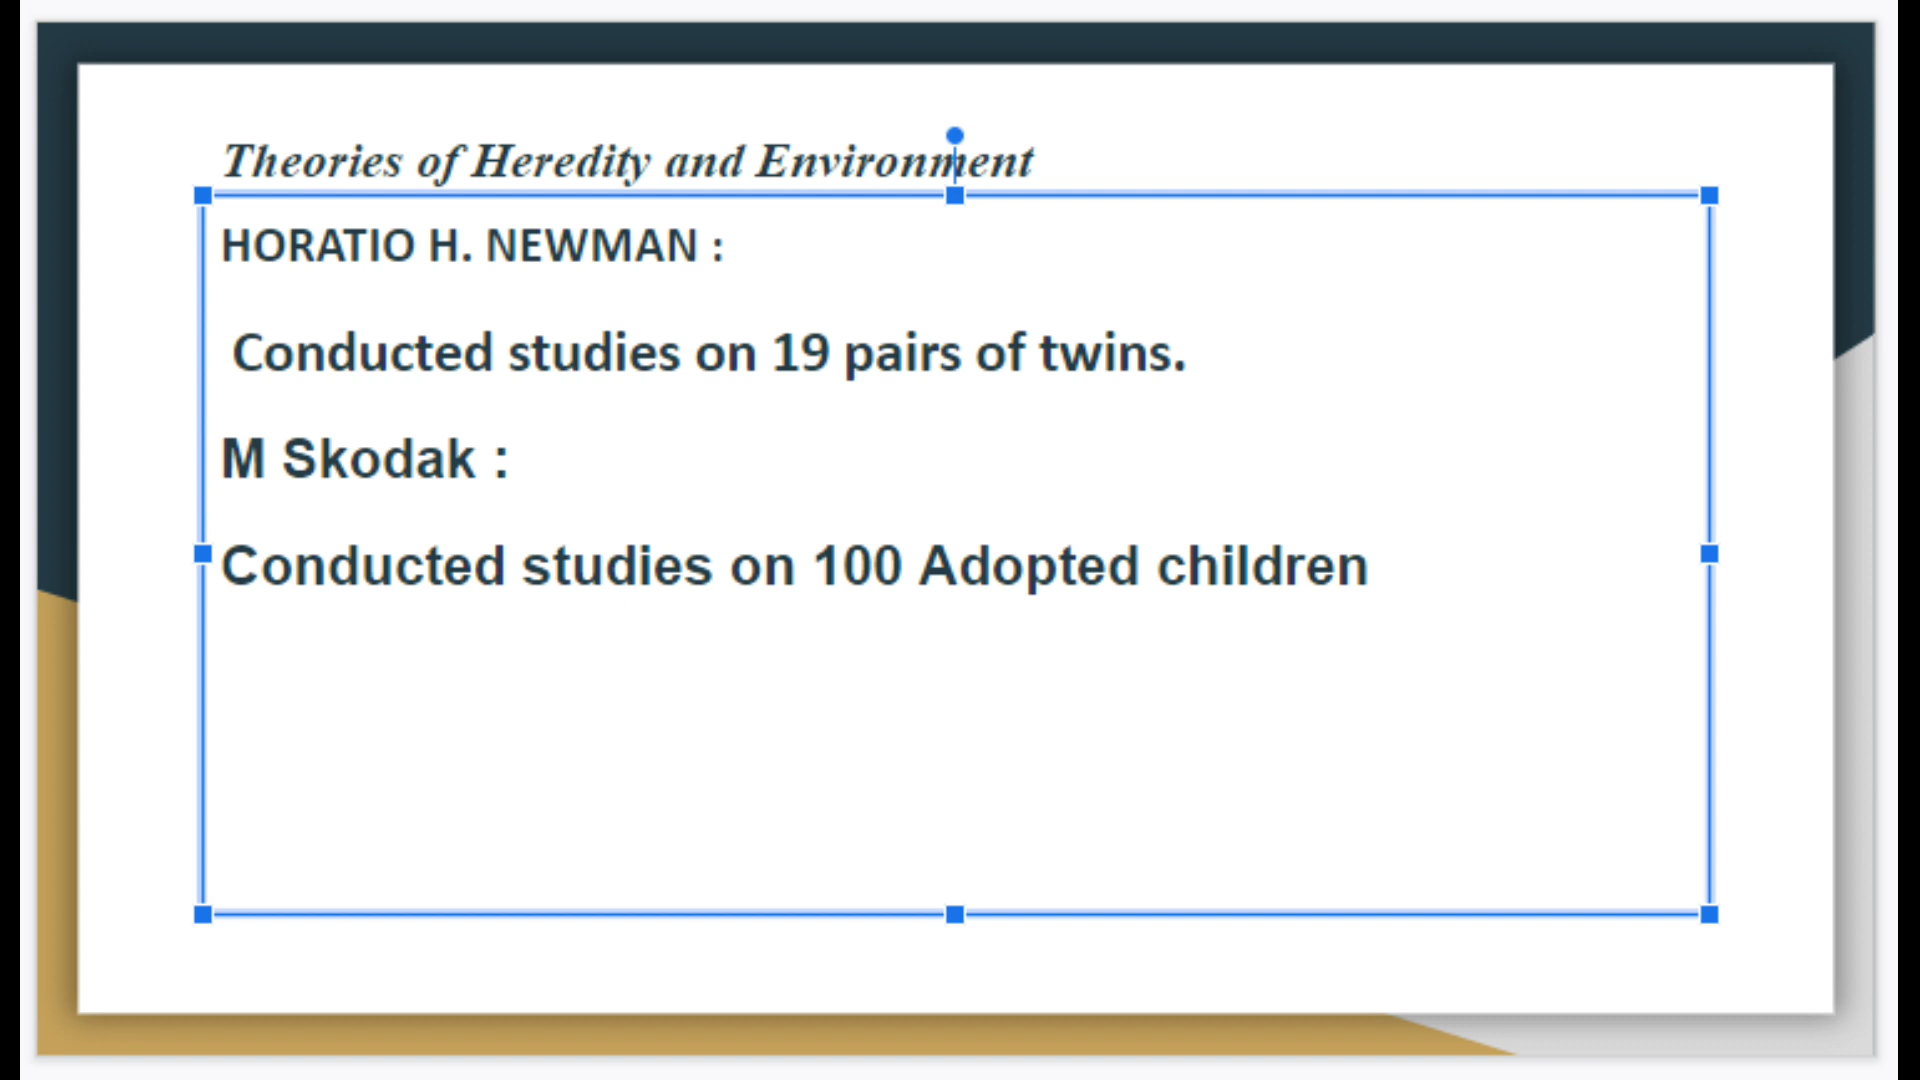 Theories of Heredity and Environment
HORATIO H. NEWMAN :
Conducted studies on 19 pairs of twins.
M Skodak :
Conducted studies on 100 Adopted children